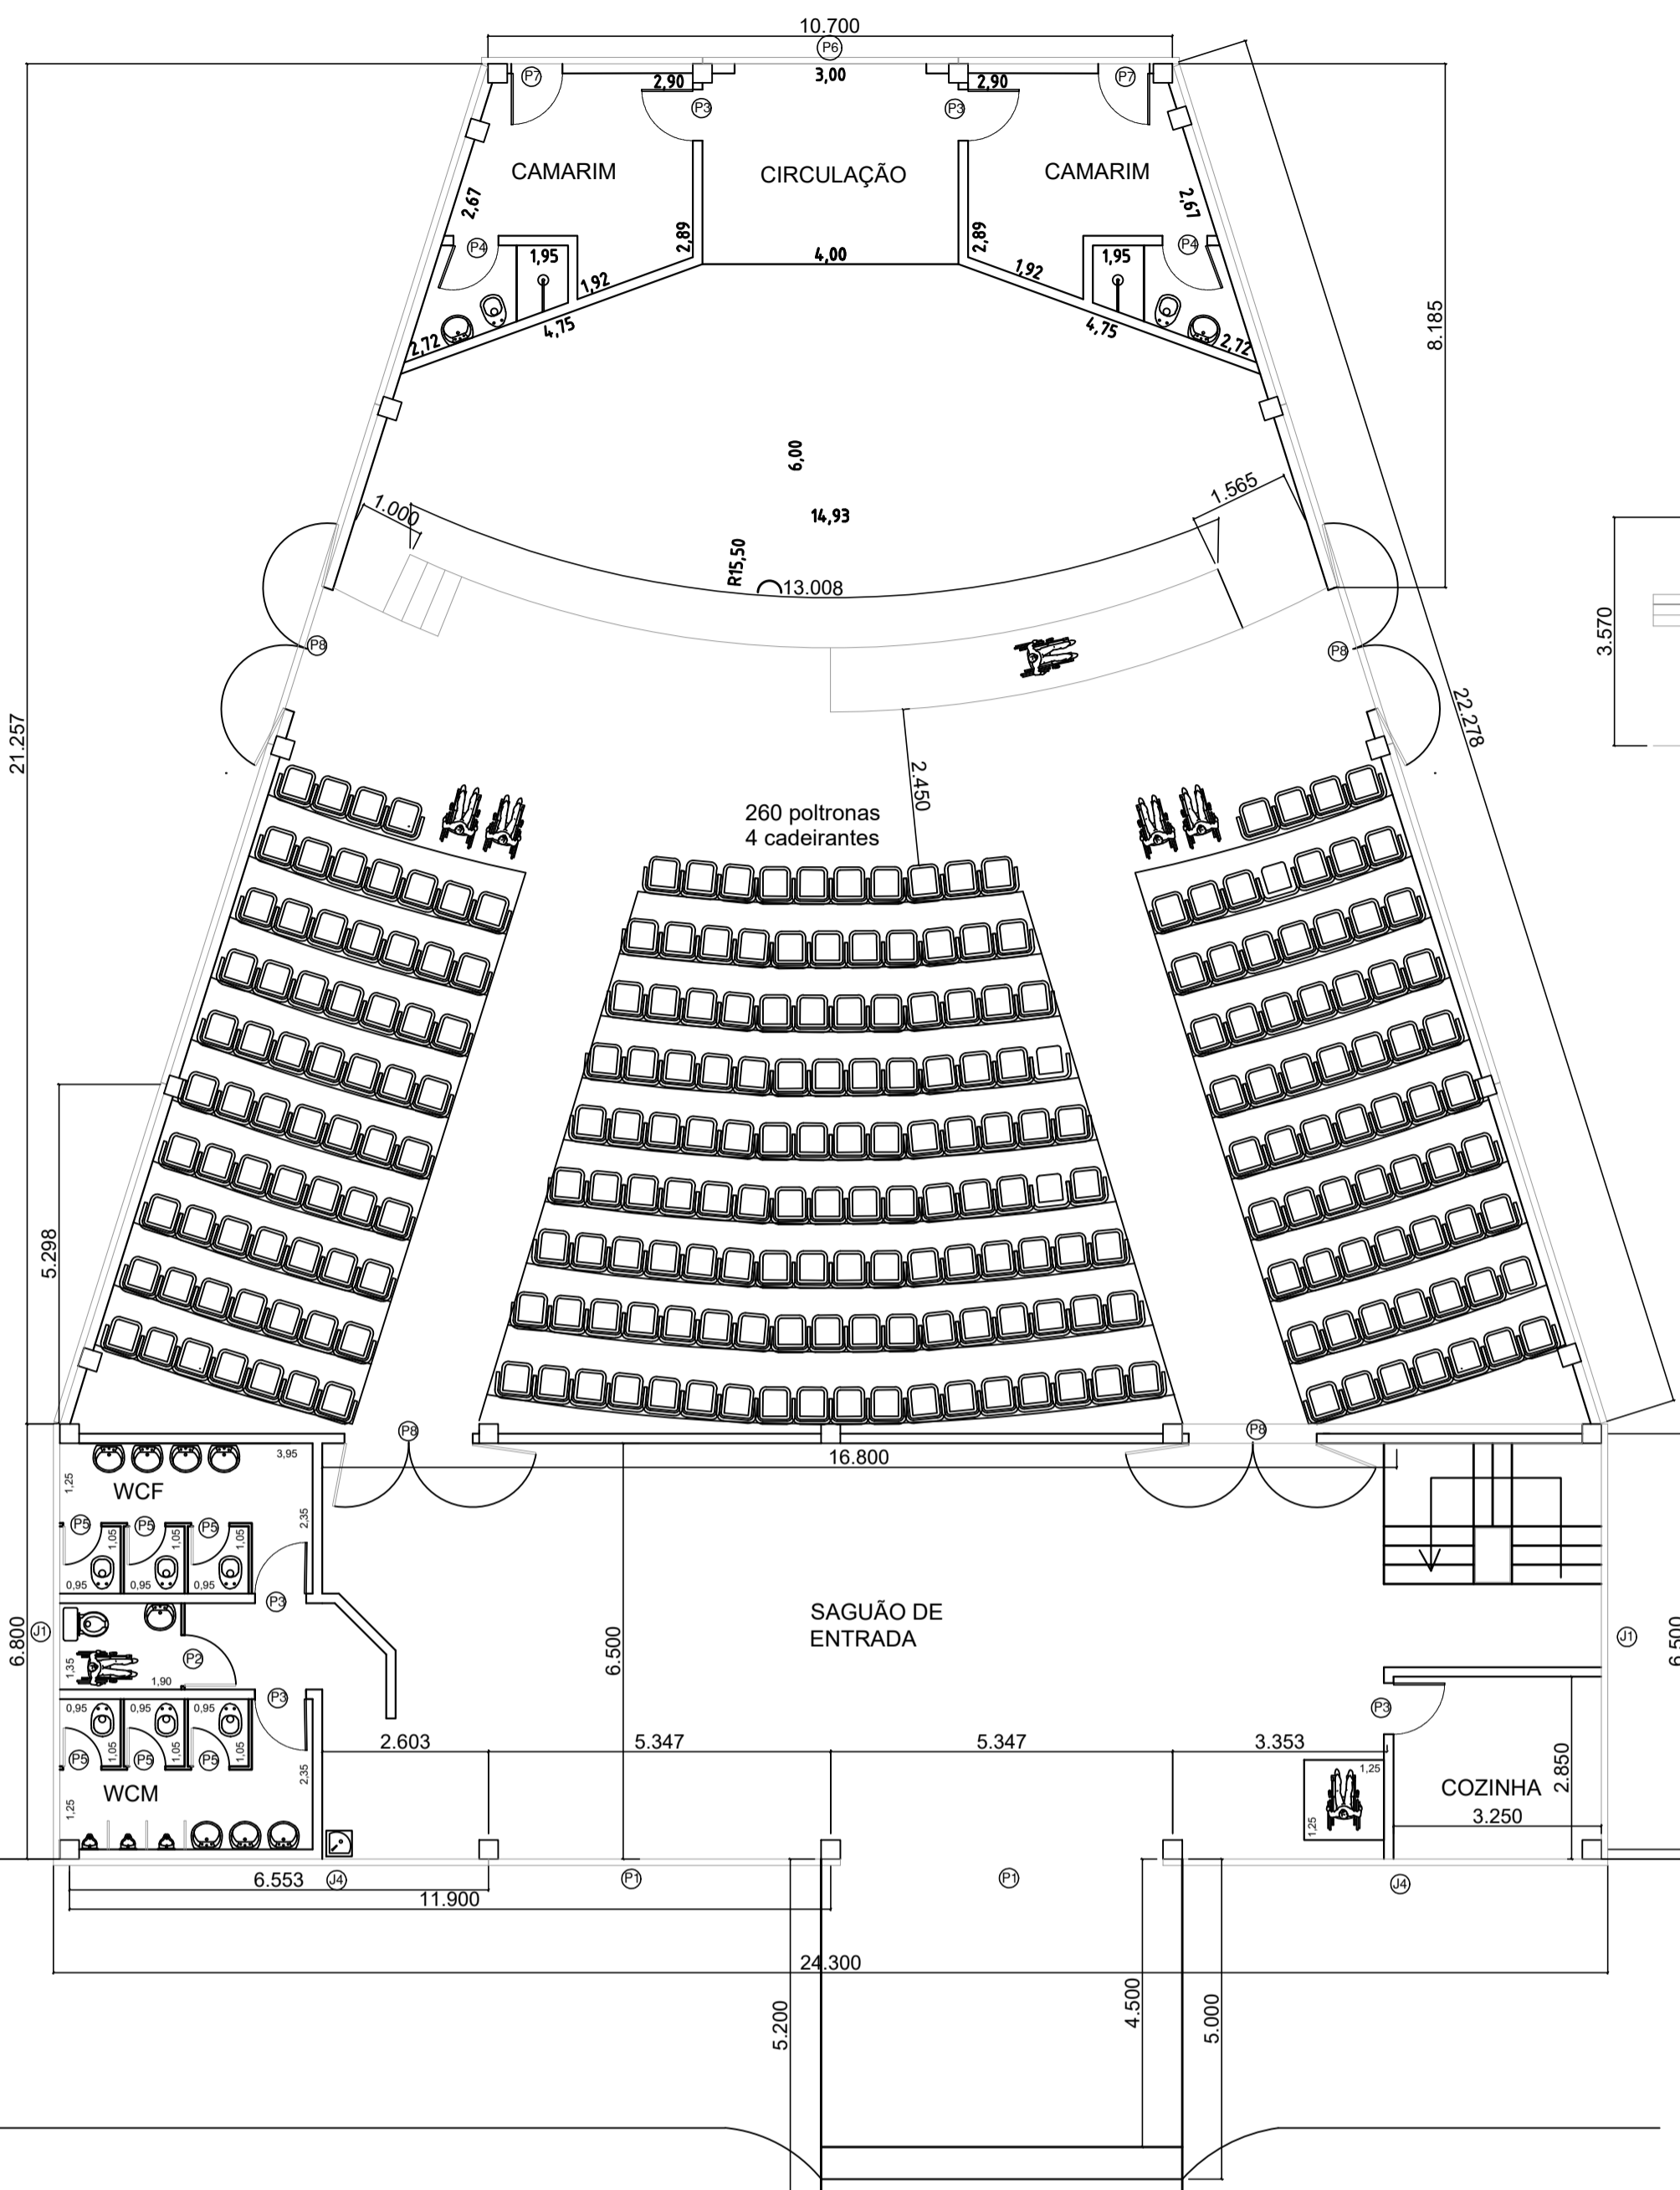 10.700
P6
P7
2,90
3,00
2,90
P7
P3
P3
CAMARIM
CIRCULAÇÃO
CAMARIM
2,67
2,67
2,89
2,89
P4
P4
1,95
4,00
1,95
1,92
1,92
4,75
4,75
2,72
2,72
8.185
6,00
1.000
1.565
14,93
R15,50
13.008
P8
P8
3.570
21.257
22.278
2.450
260 poltronas
4 cadeirantes
5.298
P8
P8
3,95
16.800
1,25
WCF
2,35
P5
P5
P5
1,05
1,05
1,05
0,95
0,95
0,95
P3
SAGUÃO DE
ENTRADA
6.800
J1
6.500
J1
6.500
P2
1,35
1,90
P3
P3
0,95
0,95
0,95
P5
P5
P5
1,05
1,05
1,05
2.603
5.347
5.347
3.353
2,35
WCM
1,25
1,25
1,25
COZINHA
2.850
3.250
6.553
J4
P1
P1
J4
11.900
24.300
5.200
4.500
5.000